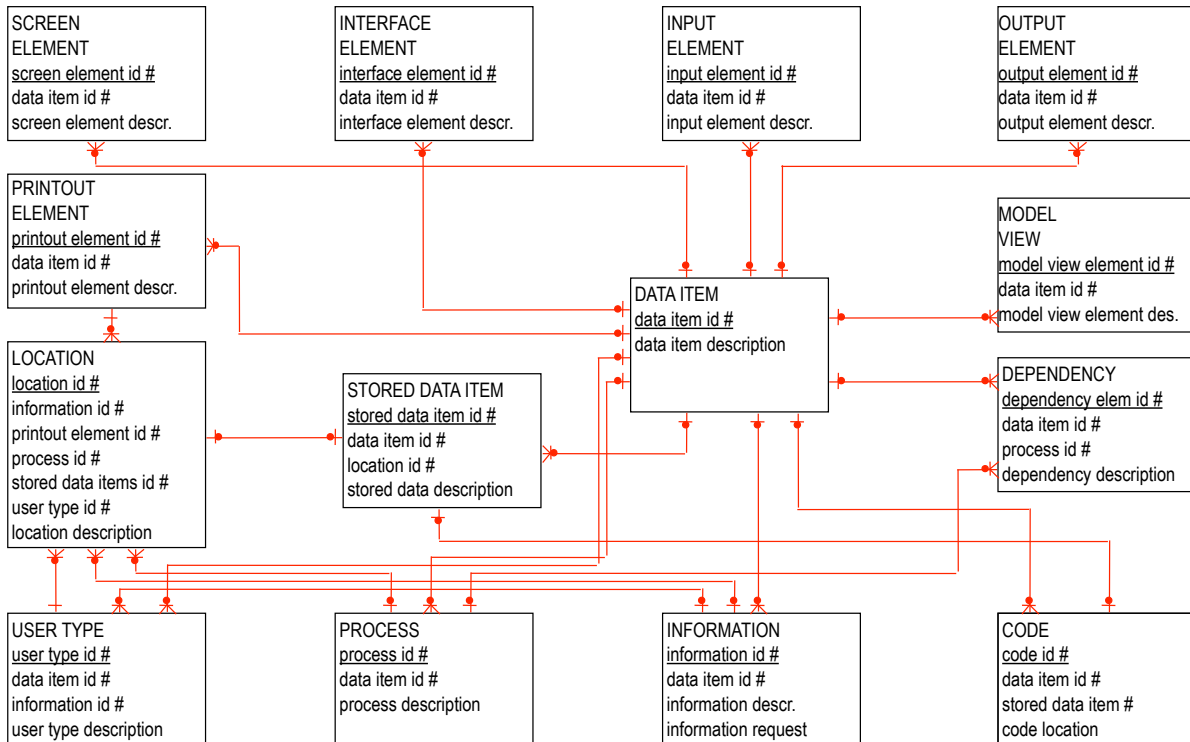 SCREEN
ELEMENT
screen element id #
data item id #
screen element descr.
INTERFACE
ELEMENT
interface element id #
data item id #
interface element descr.
INPUT
ELEMENT
input element id #
data item id #
input element descr.
OUTPUT
ELEMENT
output element id #
data item id #
output element descr.
PRINTOUT
ELEMENT
printout element id #
data item id #
printout element descr.
MODEL
VIEW
model view element id #
data item id #
model view element des.
DATA ITEM
data item id #
data item description
LOCATION
location id #
information id #
printout element id #
process id #
stored data items id #
user type id #
location description
STORED DATA ITEM
stored data item id #
data item id #
location id #
stored data description
DEPENDENCY
dependency elem id #
data item id #
process id #
dependency description
USER TYPE
user type id #
data item id #
information id #
user type description
PROCESS
process id #
data item id #
process description
INFORMATION
information id #
data item id #
information descr.
information request
CODE
code id #
data item id #
stored data item #
code location